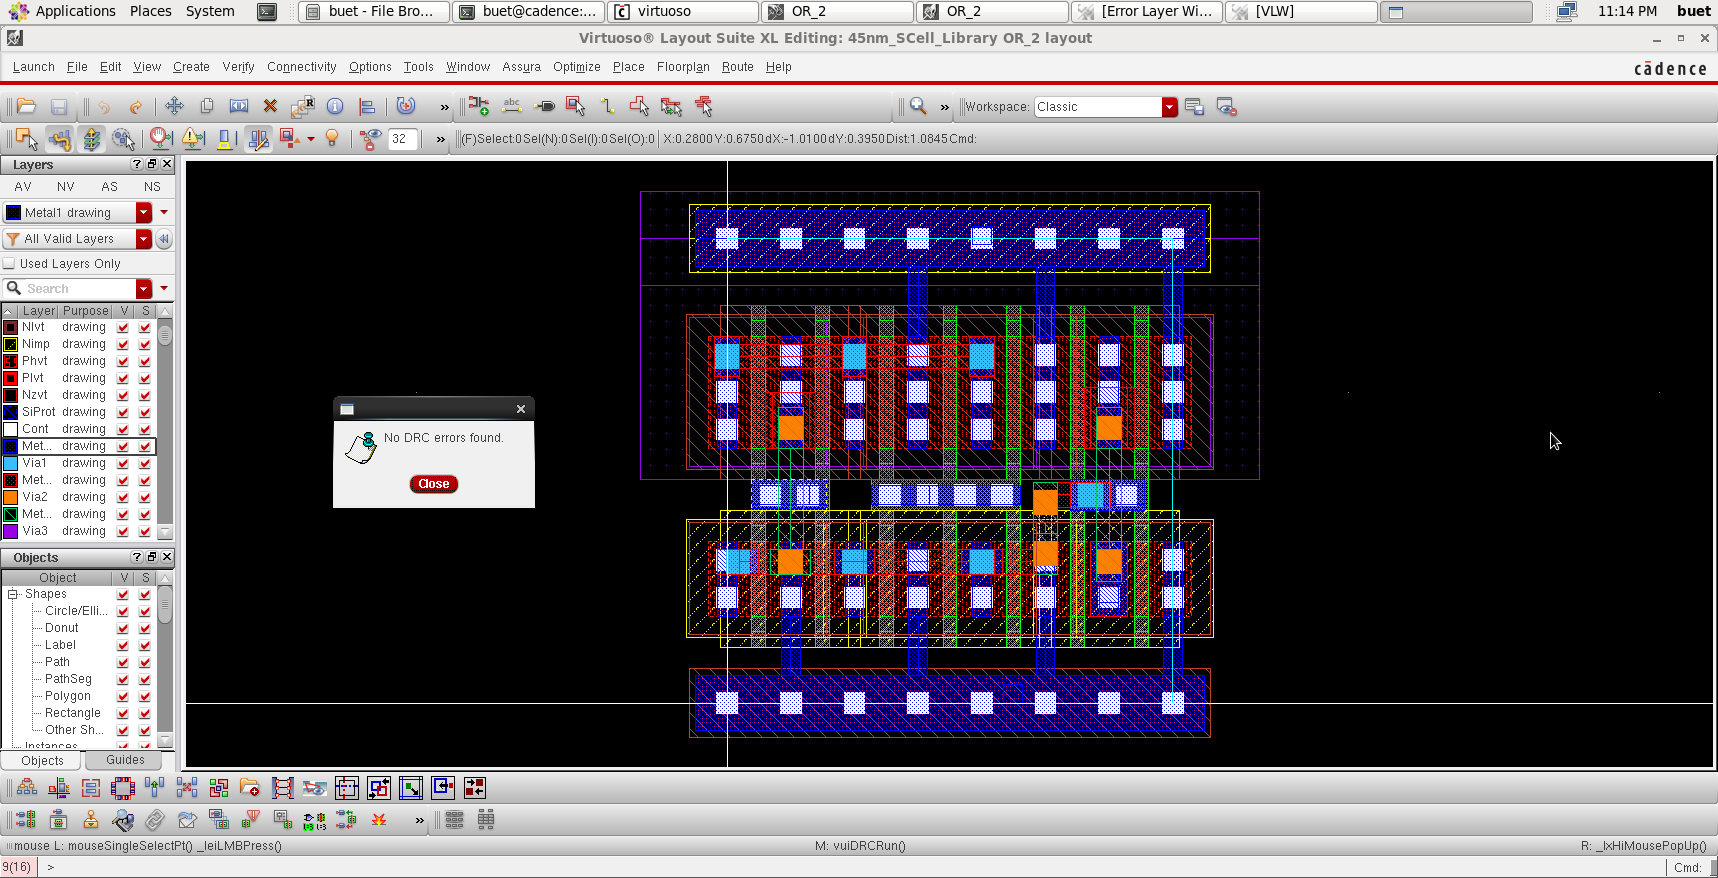 Applications Places System buet - File Bro... buet@cadence:... virtuoso OR_2 OR_2 [Error Layer Wi... [VLW] 11:14 PM buet
Virtuoso® Layout Suite XL Editing: 45nm_SCell_Library OR_2 layout
Launch File Edit View Create Verify Connectivity Options Tools Window Assura Optimize Place Floorplan Route Help cādence
» » Workspace: Classic
32 » (F)Select:0 Sel(N):0 Sel(I):0 Sel(O):0 X:0.2800 Y:0.6750 dX:-1.0100 dY:0.3950 Dist:1.0845 Cmd:
Layers
AV NV AS NS
Metal1 drawing
All Valid Layers
Used Layers Only
Search
Layer Purpose V S
Nlvt drawing
Nimp drawing
Phvt drawing
Plvt drawing
Nzvt drawing
SiProt drawing
Cont drawing
Met... drawing
Via1 drawing
Met... drawing
Via2 drawing
Met... drawing
Via3 drawing
Objects
Object V S
Shapes
Circle/Elli...
Donut
Label
Path
PathSeg
Polygon
Rectangle
Other Sh...
Instances
Objects Guides
No DRC errors found.
Close
»
mouse L: mouseSingleSelectPt() _leiLMBPress() M: vuiDRCRun() R: _lxHiMousePopUp()
9(16) > Cmd: